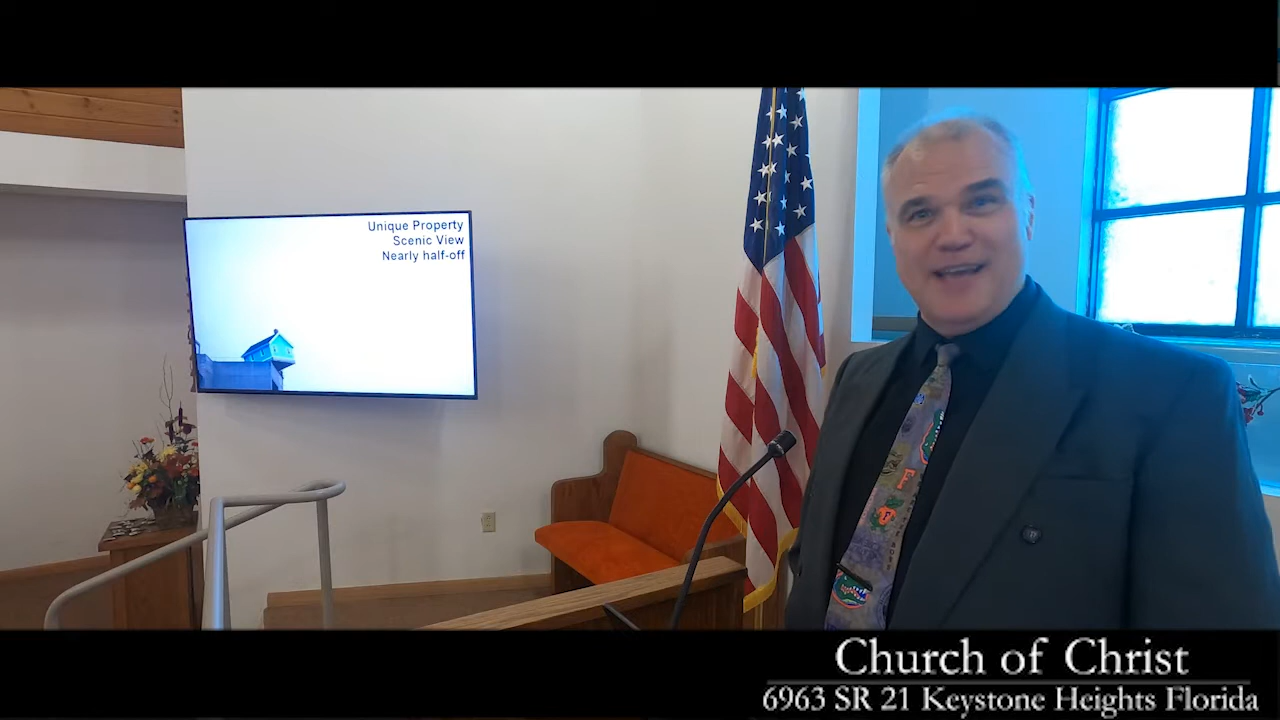 Unique Property
Scenic View
Nearly half-off
Church of Christ
6963 SR 21 Keystone Heights Florida